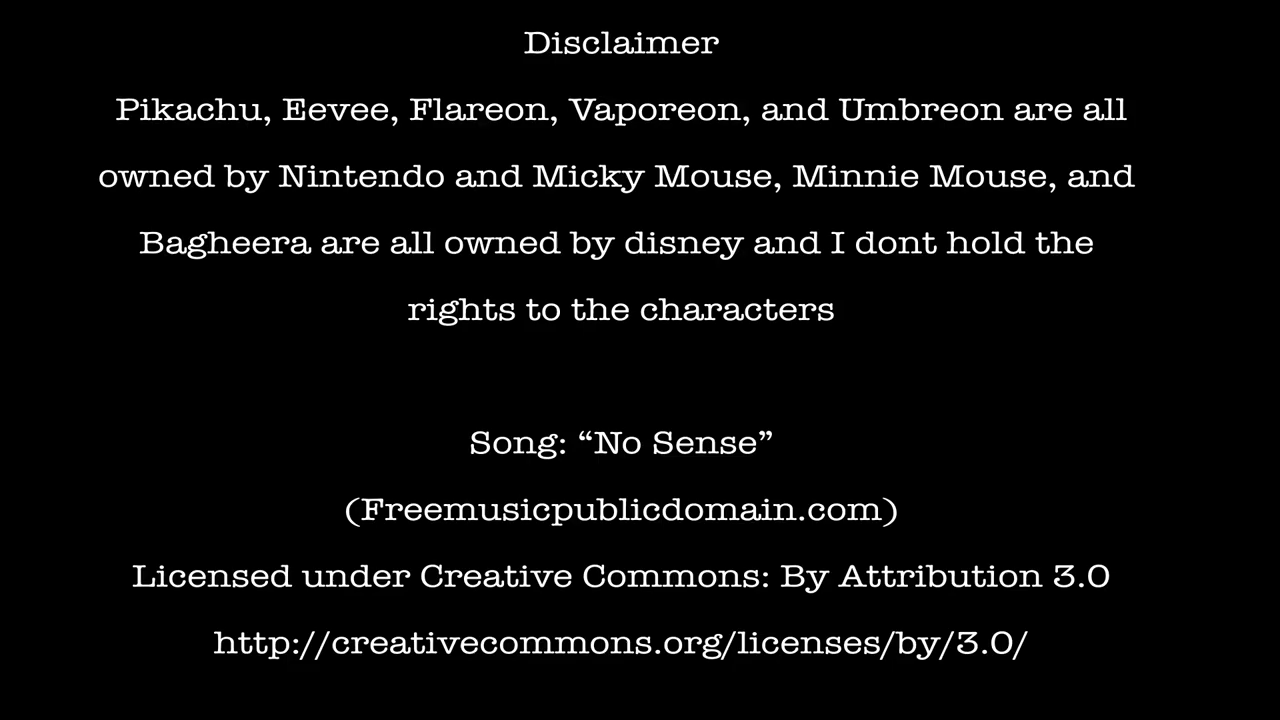 Disclaimer
Pikachu, Eevee, Flareon, Vaporeon, and Umbreon are all
owned by Nintendo and Micky Mouse, Minnie Mouse, and
Bagheera are all owned by disney and I dont hold the
rights to the characters
Song: “No Sense”
(Freemusicpublicdomain.com)
Licensed under Creative Commons: By Attribution 3.0
http://creativecommons.org/licenses/by/3.0/